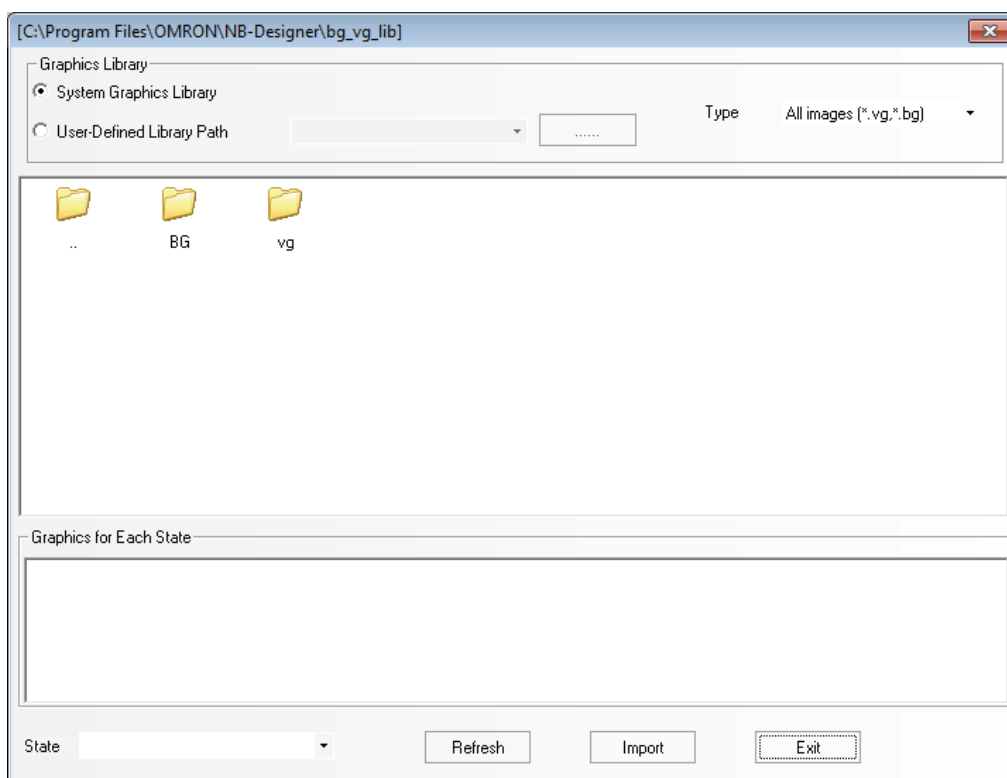 [C:\Program Files\OMRON\NB-Designer\bg_vg_lib]
Graphics Library
System Graphics Library
User-Defined Library Path
......
Type
All images (*.vg,*.bg)
..
BG
vg
Graphics for Each State
State
Refresh
Import
Exit